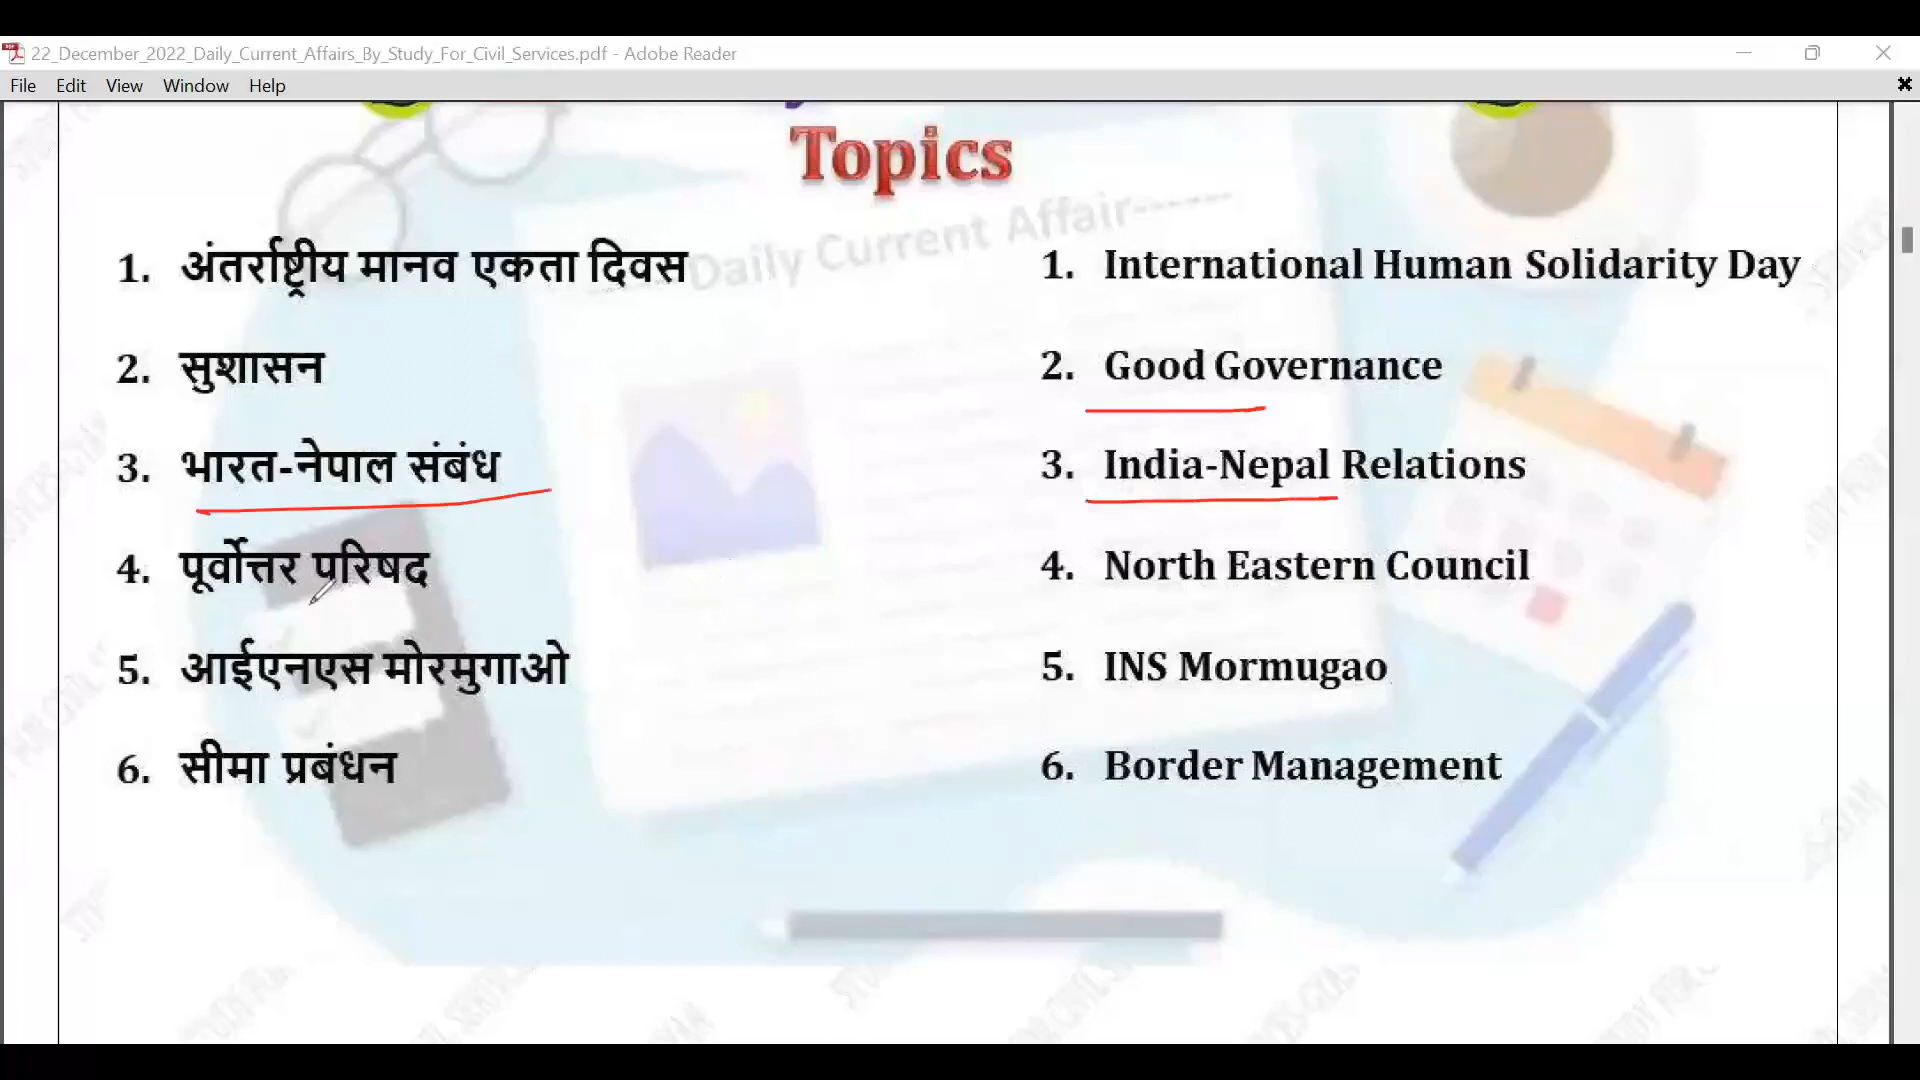 22_December_2022_Daily_Current_Affairs_By_Study_For_Civil_Services.pdf - Adobe Reader
File Edit View Window Help
Topics
Daily Current Affair------
1. अंतर्राष्ट्रीय मानव एकता दिवस
2. सुशासन
3. भारत-नेपाल संबंध
4. पूर्वोत्तर परिषद
5. आईएनएस मोरमुगाओ
6. सीमा प्रबंधन
1. International Human Solidarity Day
2. Good Governance
3. India-Nepal Relations
4. North Eastern Council
5. INS Mormugao
6. Border Management